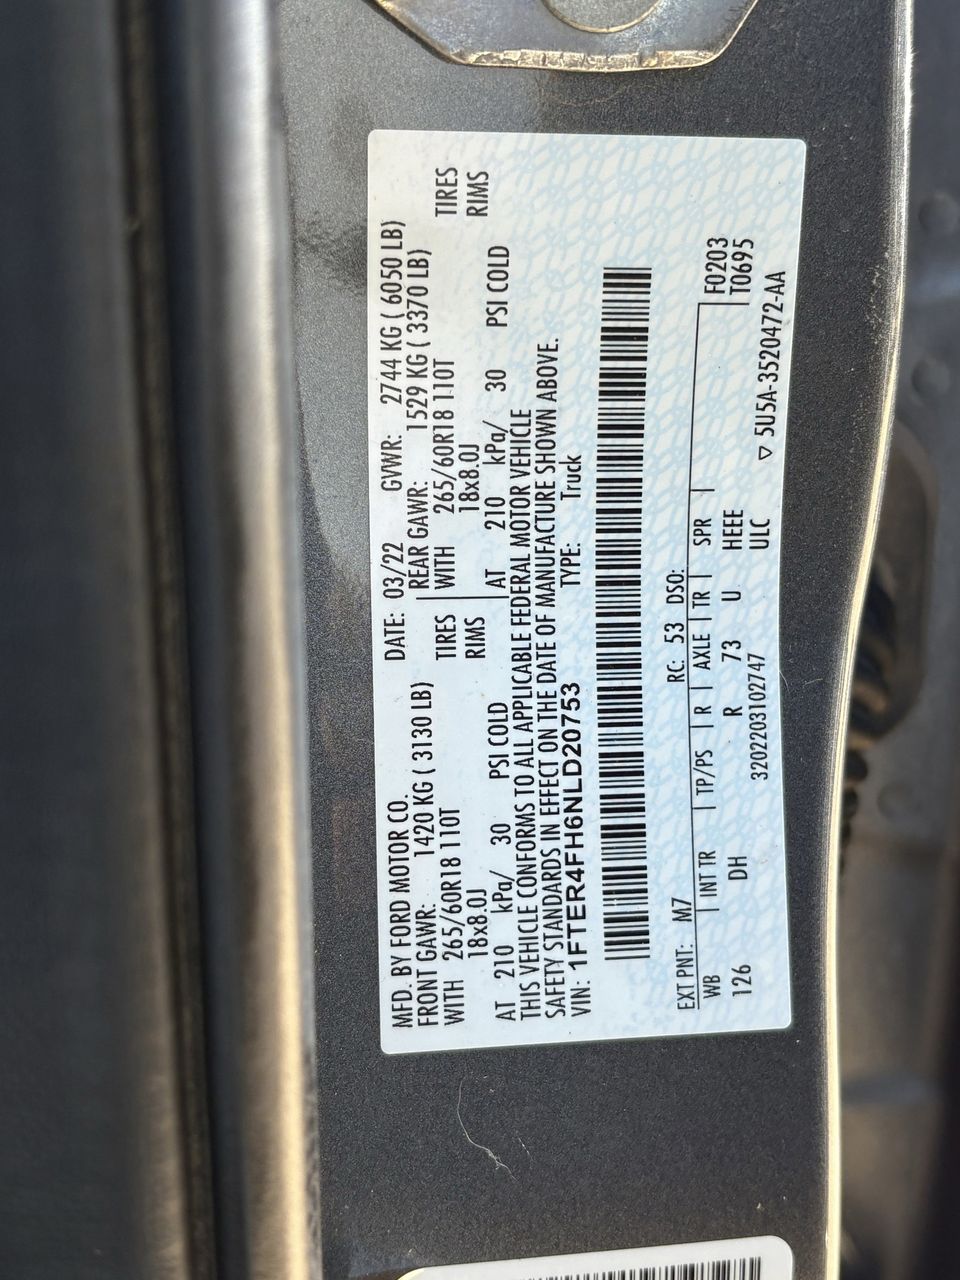 MFD. BY FORD MOTOR CO.
DATE: 03/22 GVWR: 2744 KG ( 6050 LB)
FRONT GAWR: 1420 KG ( 3130 LB) REAR GAWR: 1529 KG ( 3370 LB)
WITH 265/60R18 110T TIRES WITH 265/60R18 110T TIRES
18x8.0J RIMS 18x8.0J RIMS
AT 210 kPa/ 30 PSI COLD AT 210 kPa/ 30 PSI COLD
THIS VEHICLE CONFORMS TO ALL APPLICABLE FEDERAL MOTOR VEHICLE
SAFETY STANDARDS IN EFFECT ON THE DATE OF MANUFACTURE SHOWN ABOVE.
VIN: 1FTER4FH6NLD20753 TYPE: Truck
EXT PNT: M7 RC: 53 DSO:
WB INT TR TP/PS R AXLE TR SPR F0203
126 DH R 73 U HEEE T0695
3202203102747 ULC ▽ 5U5A-3520472-AA